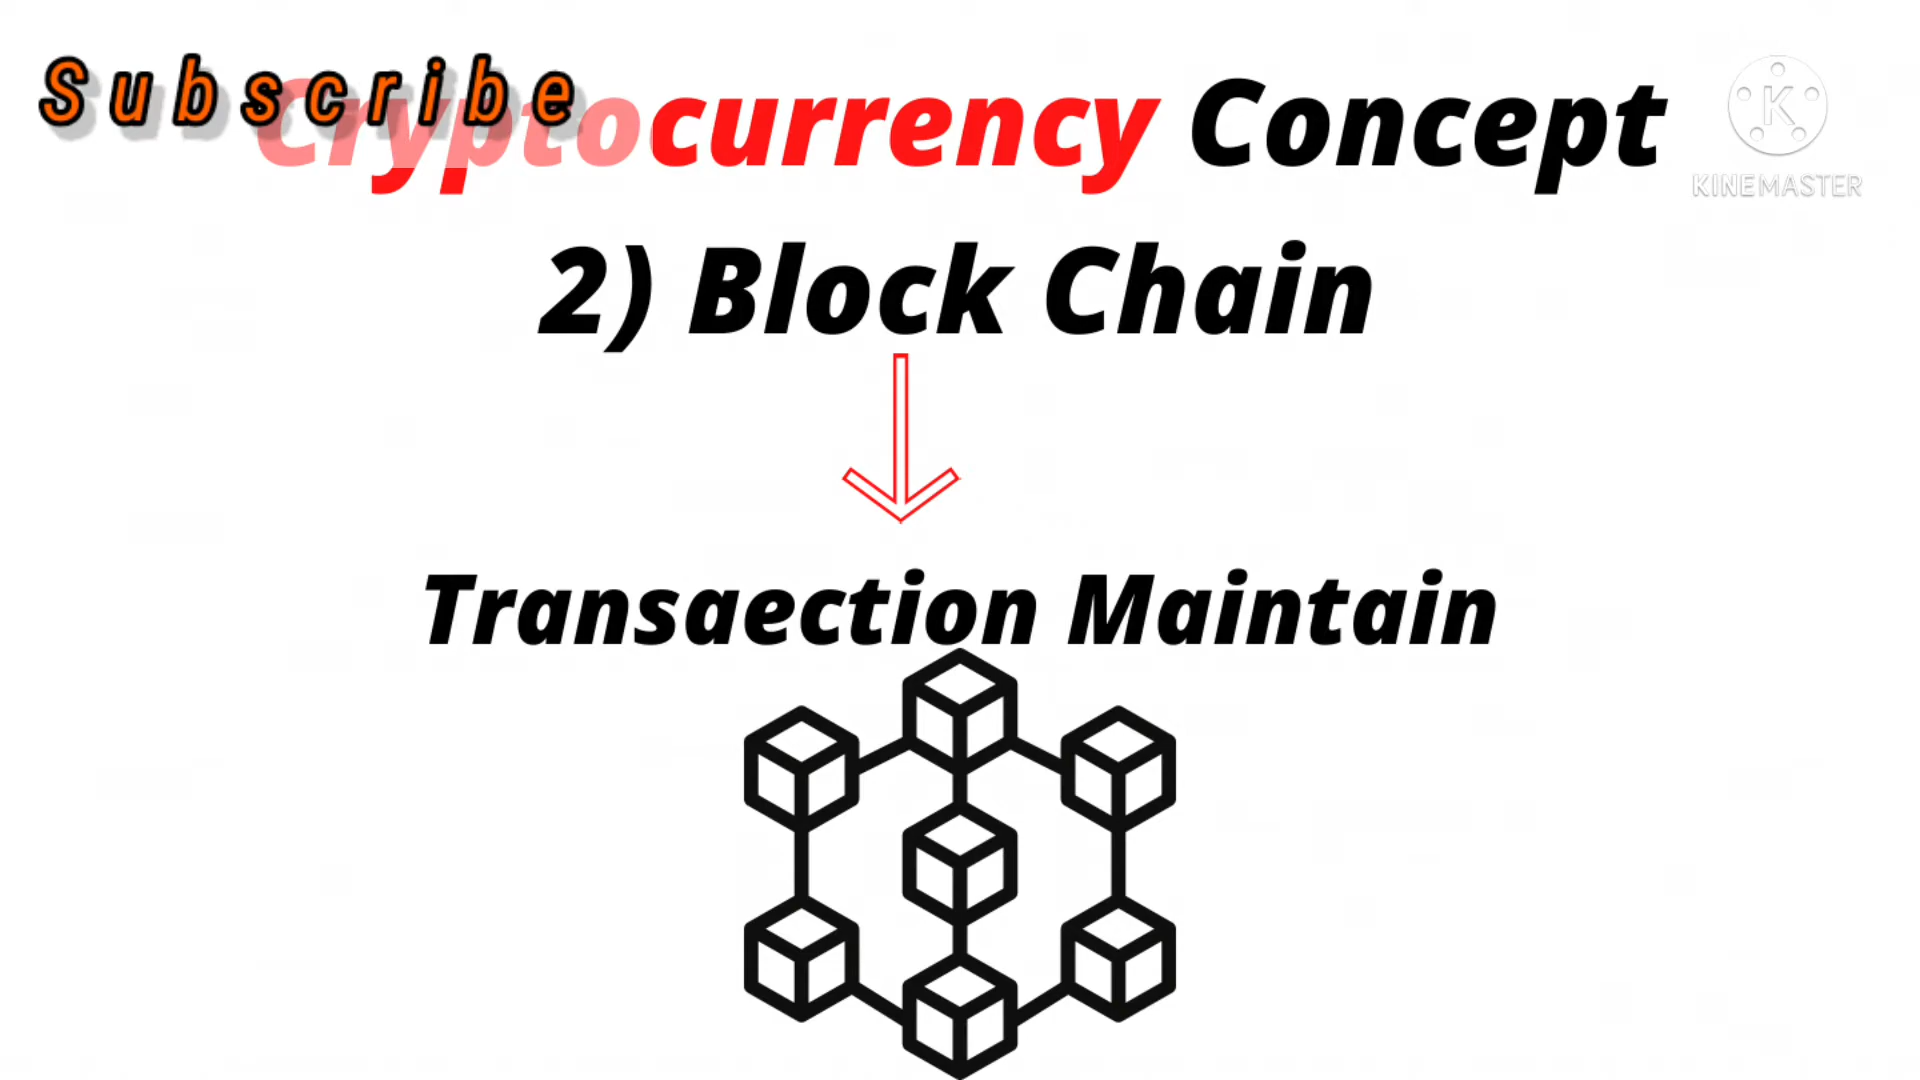 Subscribe
Cryptocurrency Concept
K
KINEMASTER
2) Block Chain
Transaection Maintain